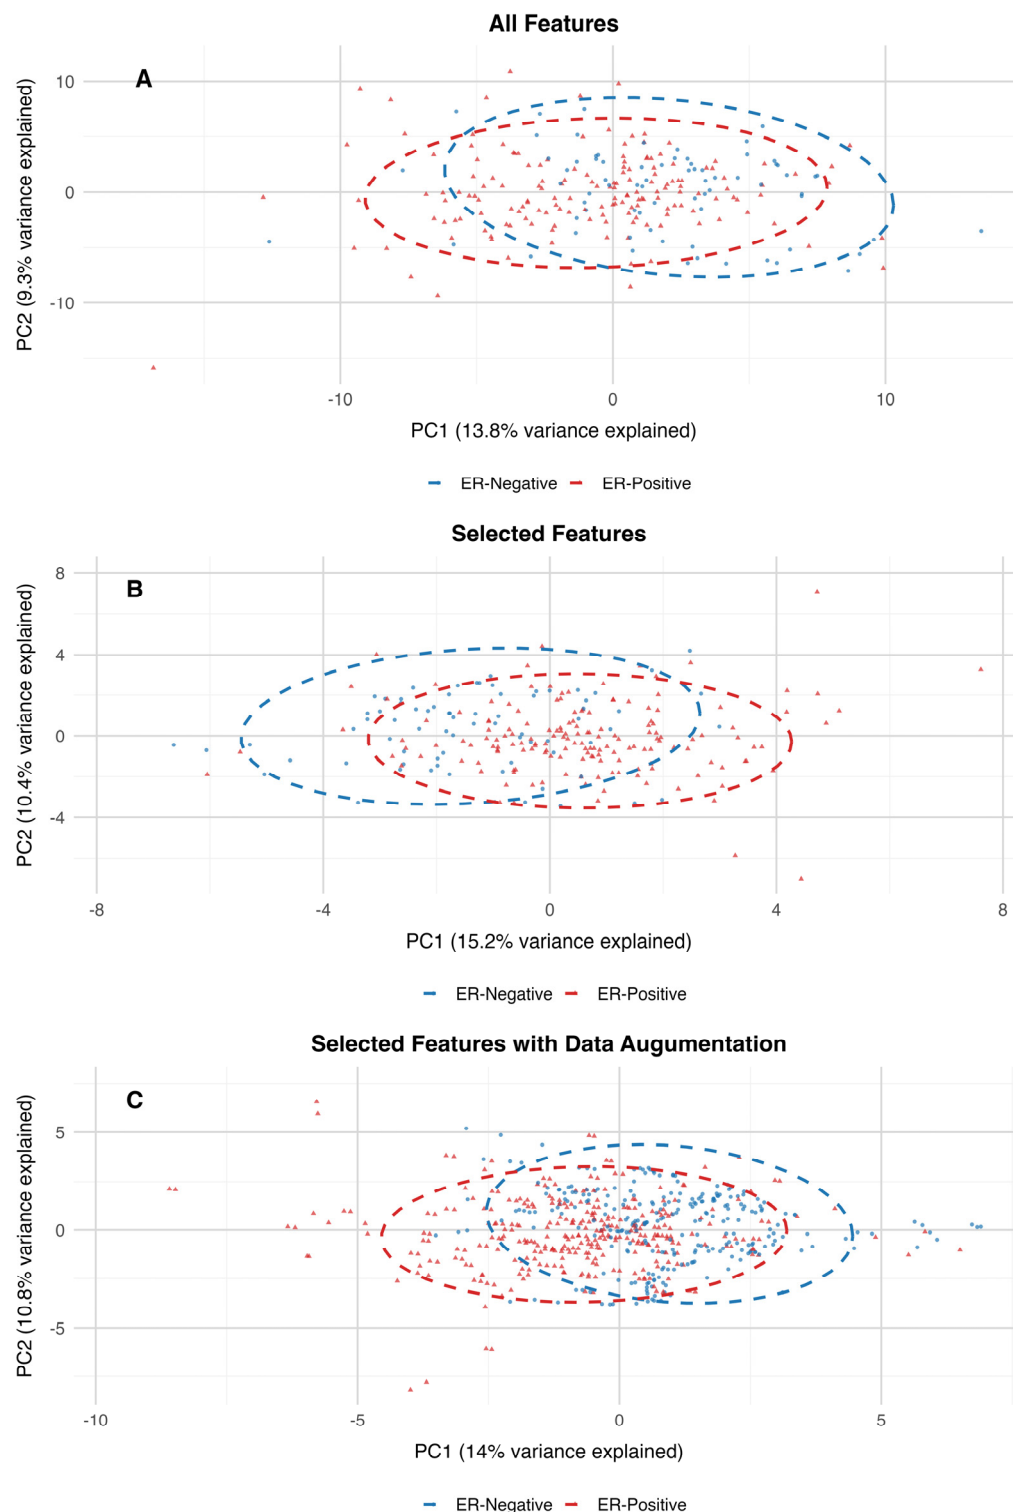 All Features
A
PC2 (9.3% variance explained)
10
0
-10
-10 0 10
PC1 (13.8% variance explained)
ER-Negative ER-Positive
Selected Features
B
PC2 (10.4% variance explained)
8
4
0
-4
-8 -4 0 4 8
PC1 (15.2% variance explained)
ER-Negative ER-Positive
Selected Features with Data Augumentation
C
PC2 (10.8% variance explained)
5
0
-5
-10 -5 0 5
PC1 (14% variance explained)
ER-Negative ER-Positive